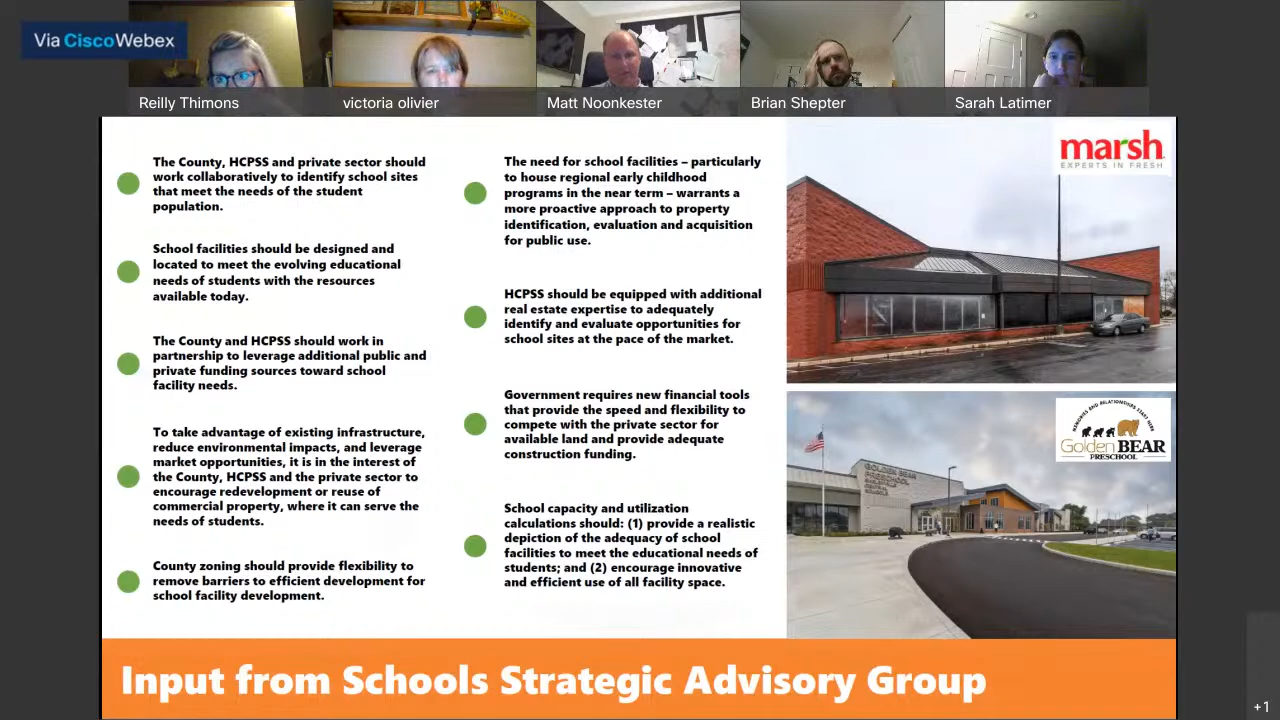 Via CiscoWebex
Reilly Thimons
victoria olivier
Matt Noonkester
Brian Shepter
Sarah Latimer
The County, HCPSS and private sector should
work collaboratively to identify school sites
that meet the needs of the student
population.
School facilities should be designed and
located to meet the evolving educational
needs of students with the resources
available today.
The County and HCPSS should work in
partnership to leverage additional public and
private funding sources toward school
facility needs.
To take advantage of existing infrastructure,
reduce environmental impacts, and leverage
market opportunities, it is in the interest of
the County, HCPSS and the private sector to
encourage redevelopment or reuse of
commercial property, where it can serve the
needs of students.
County zoning should provide flexibility to
remove barriers to efficient development for
school facility development.
The need for school facilities – particularly
to house regional early childhood
programs in the near term – warrants a
more proactive approach to property
identification, evaluation and acquisition
for public use.
HCPSS should be equipped with additional
real estate expertise to adequately
identify and evaluate opportunities for
school sites at the pace of the market.
Government requires new financial tools
that provide the speed and flexibility to
compete with the private sector for
available land and provide adequate
construction funding.
School capacity and utilization
calculations should: (1) provide a realistic
depiction of the adequacy of school
facilities to meet the educational needs of
students; and (2) encourage innovative
and efficient use of all facility space.
marsh
EXPERTS IN FRESH
MEMORIES AND RELATIONSHIPS START HERE
Golden BEAR
PRESCHOOL
GOLDEN BEAR
PRESCHOOL
SCHOOLS
Input from Schools Strategic Advisory Group
+1